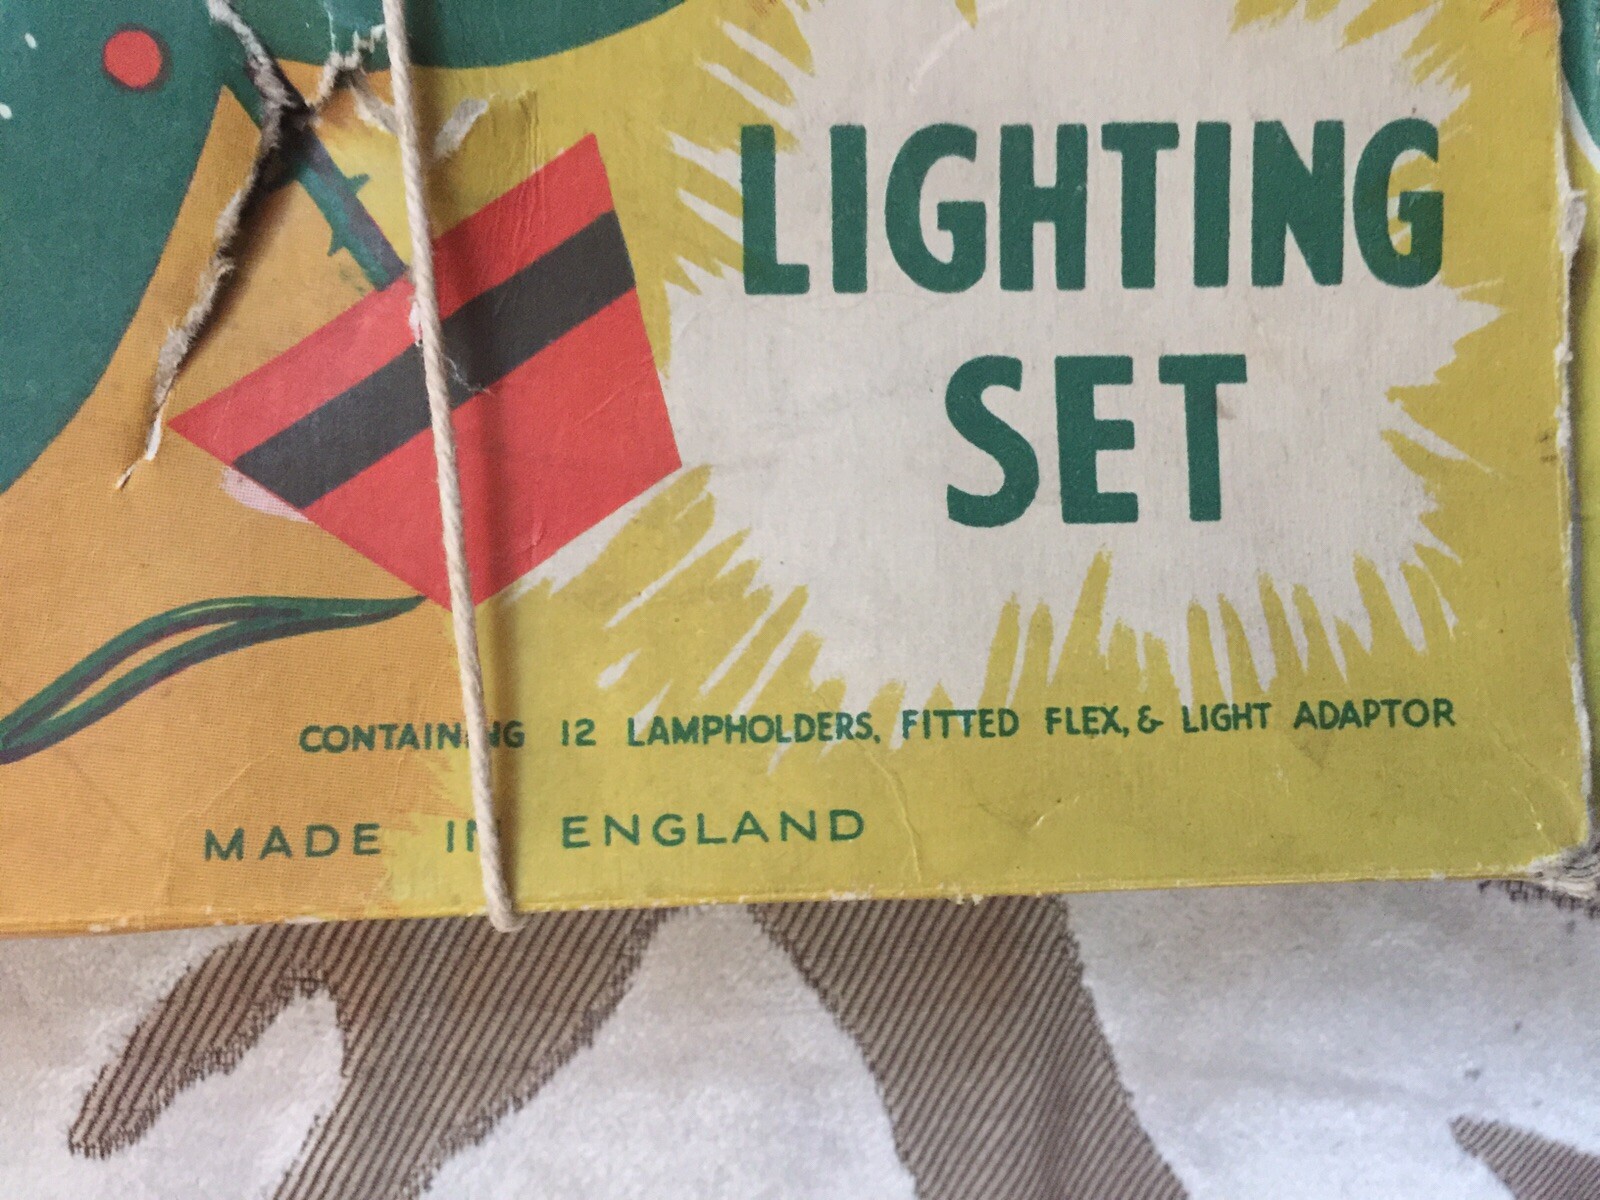 LIGHTING
SET
CONTAINING 12 LAMPHOLDERS, FITTED FLEX, & LIGHT ADAPTOR
MADE IN ENGLAND